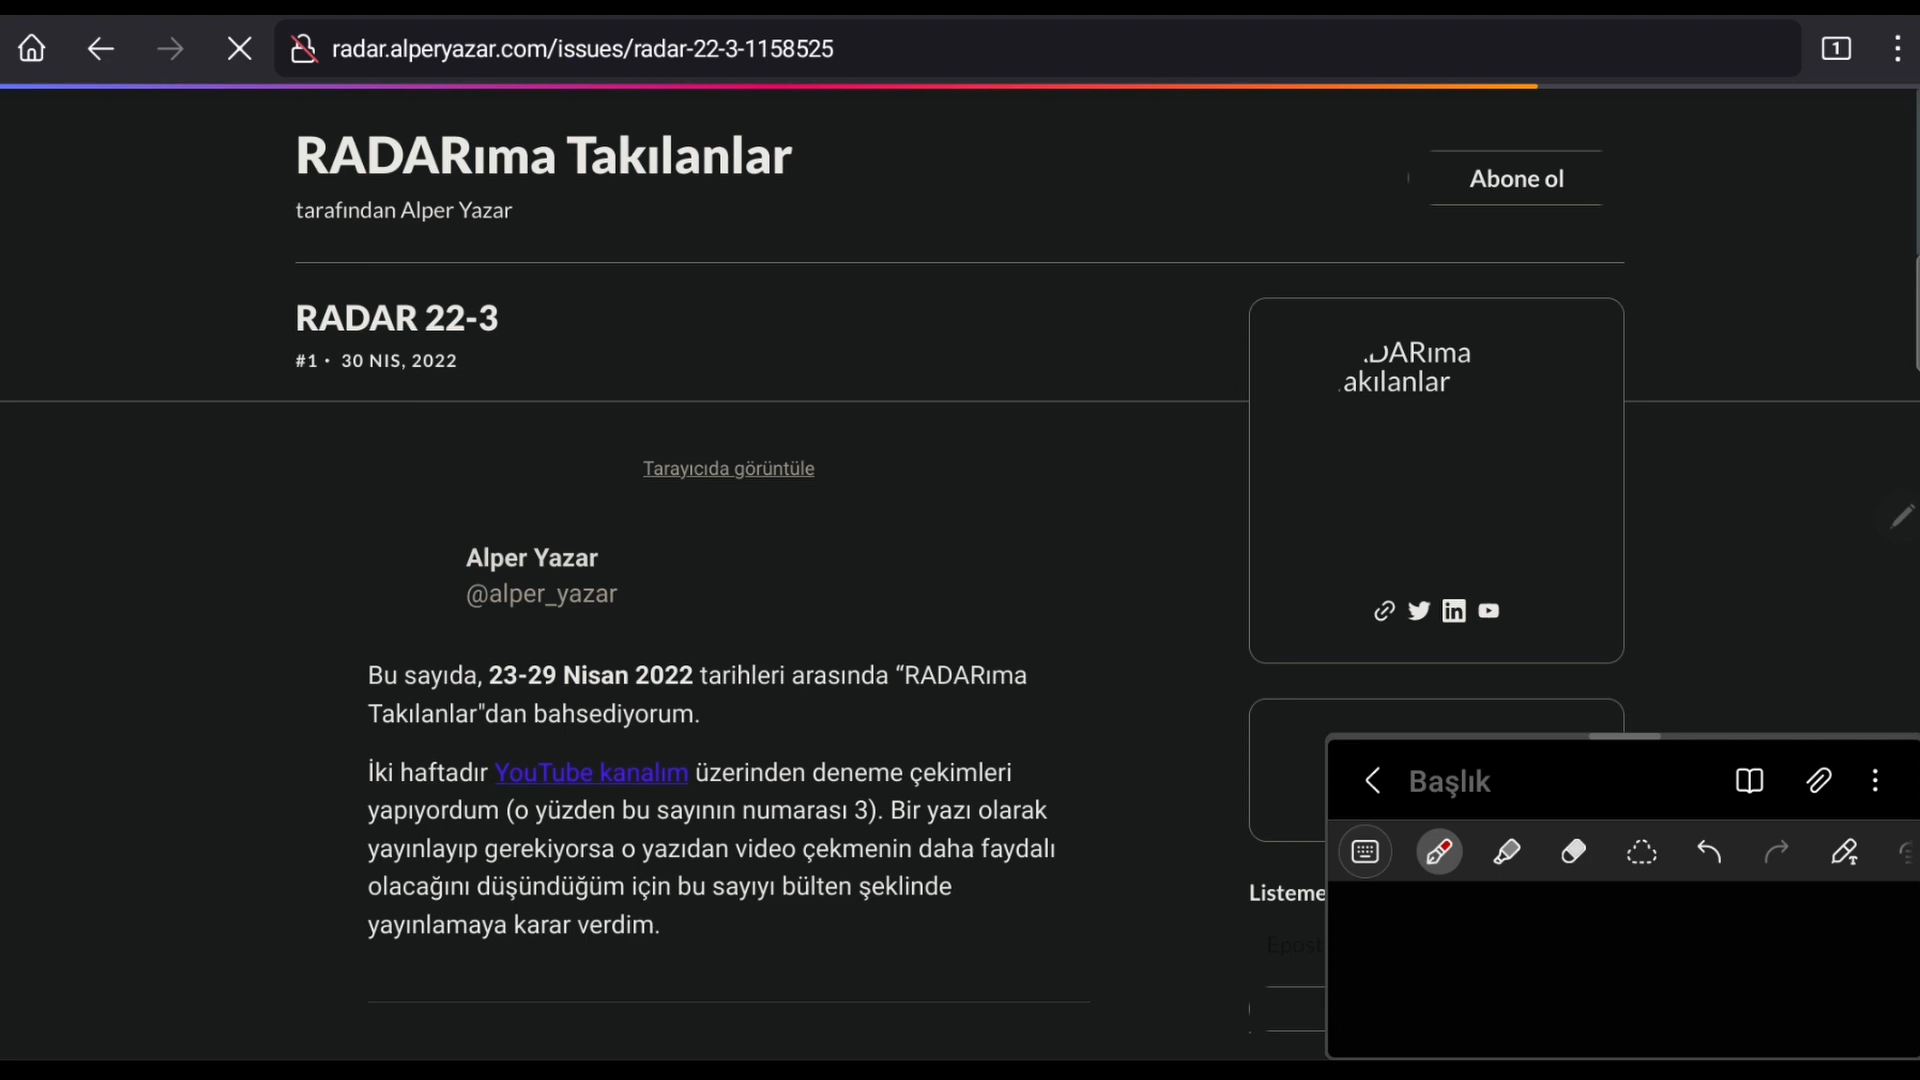 radar.alperyazar.com/issues/radar-22-3-1158525
1
RADARıma Takılanlar
tarafından Alper Yazar
Abone ol
RADAR 22-3
#1 · 30 NIS, 2022
DARıma
akılanlar
Tarayıcıda görüntüle
Alper Yazar
@alper_yazar
Bu sayıda, 23-29 Nisan 2022 tarihleri arasında “RADARıma
Takılanlar"dan bahsediyorum.
İki haftadır YouTube kanalım üzerinden deneme çekimleri
yapıyordum (o yüzden bu sayının numarası 3). Bir yazı olarak
yayınlayıp gerekiyorsa o yazıdan video çekmenin daha faydalı
olacağını düşündüğüm için bu sayıyı bülten şeklinde
yayınlamaya karar verdim.
Listeme
Epost
Başlık